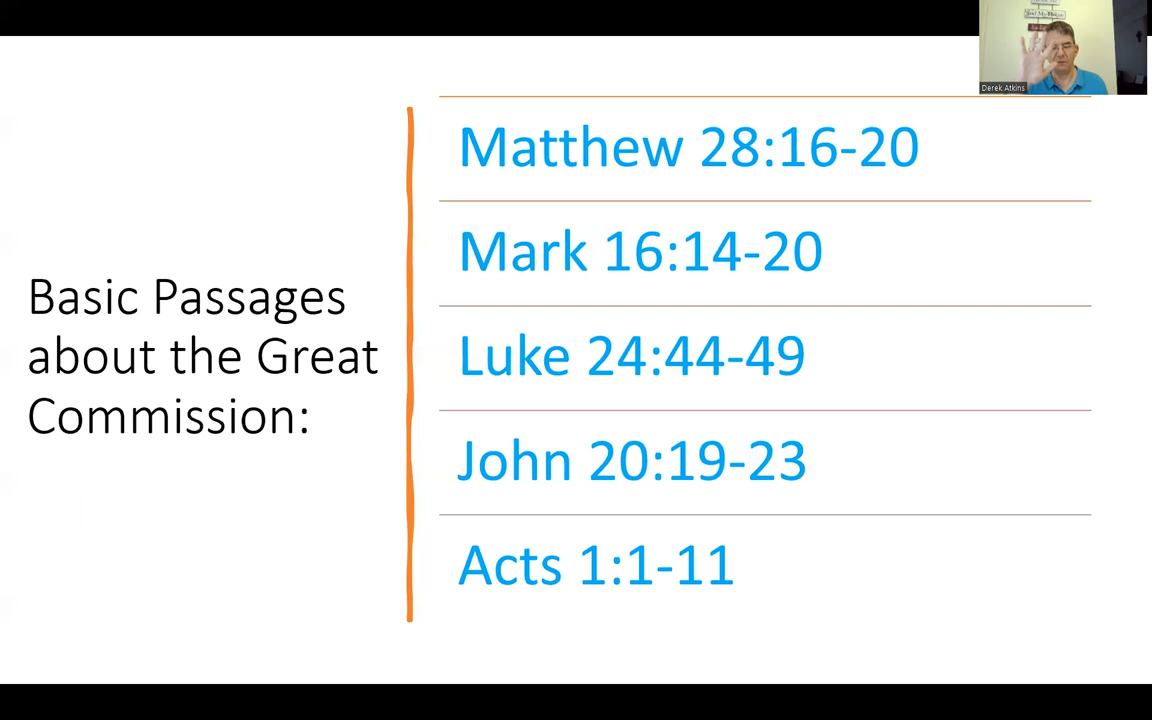 Basic Passages
about the Great
Commission:
Matthew 28:16-20
Mark 16:14-20
Luke 24:44-49
John 20:19-23
Acts 1:1-11
Derek Atkins